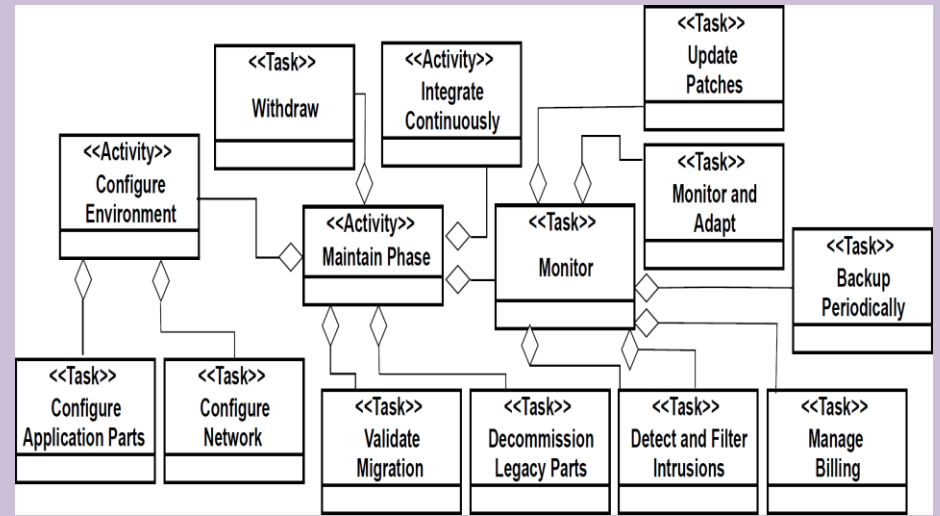 <<Task>>
Update
Patches
<<Task>>
Withdraw
<<Activity>>
Integrate
Continuously
<<Activity>>
Configure
Environment
<<Task>>
Monitor and
Adapt
<<Activity>>
Maintain Phase
<<Task>>
Monitor
<<Task>>
Backup
Periodically
<<Task>>
Configure
Application Parts
<<Task>>
Configure
Network
<<Task>>
Validate
Migration
<<Task>>
Decommission
Legacy Parts
<<Task>>
Detect and Filter
Intrusions
<<Task>>
Manage
Billing